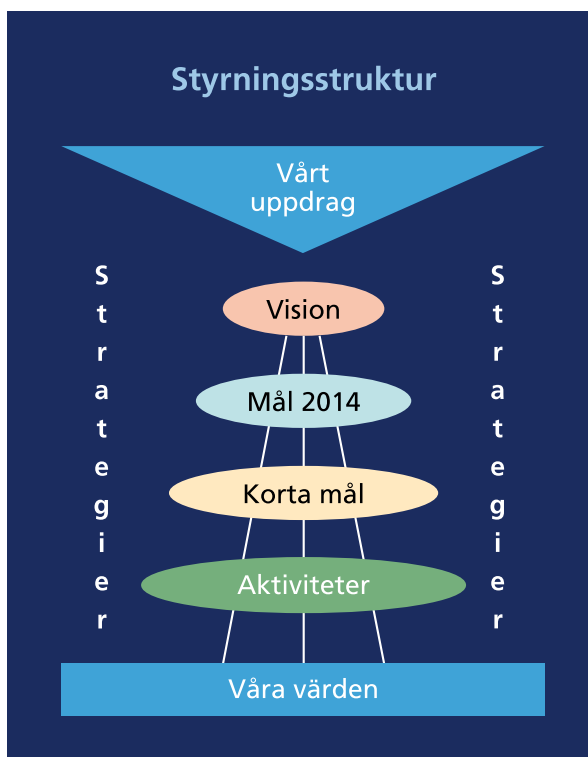 Styrningsstruktur
Vårt
uppdrag
Strategier
Strategier
Vision
Mål 2014
Korta mål
Aktiviteter
Våra värden